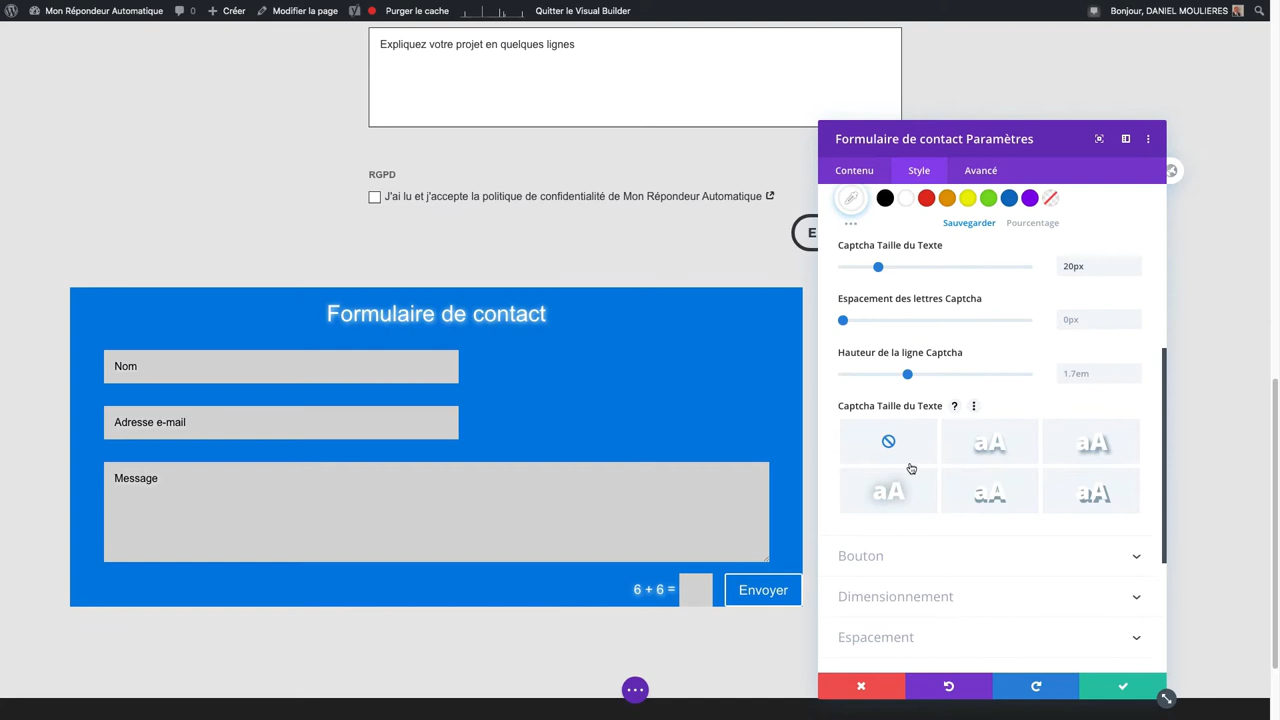 Mon Répondeur Automatique 0 Créer Modifier la page Purger le cache Quitter le Visual Builder Bonjour, DANIEL MOULIERES
Expliquez votre projet en quelques lignes
RGPD
J'ai lu et j'accepte la politique de confidentialité de Mon Répondeur Automatique
E
Formulaire de contact
Nom
Adresse e-mail
Message
6 + 6 =
Envoyer
Formulaire de contact Paramètres
Contenu Style Avancé
Sauvegarder Pourcentage
Captcha Taille du Texte
20px
Espacement des lettres Captcha
0px
Hauteur de la ligne Captcha
1.7em
Captcha Taille du Texte ?
aA aA
aA aA aA
Bouton
Dimensionnement
Espacement